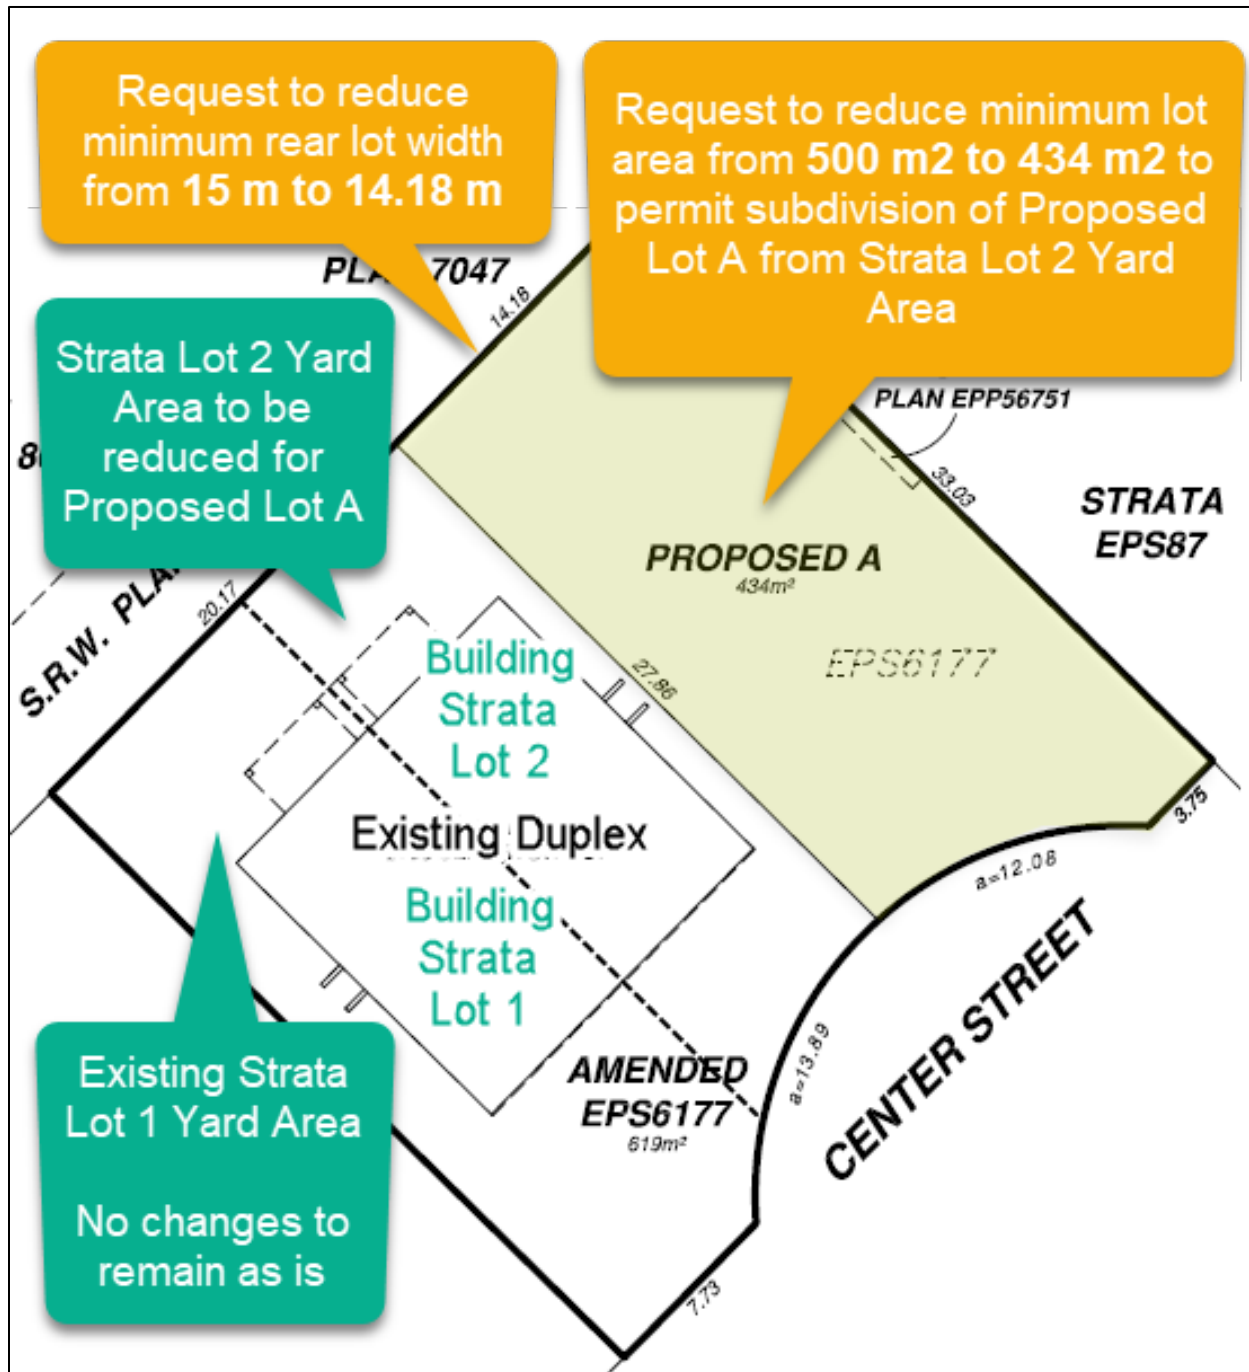 Request to reduce
minimum rear lot width
from 15 m to 14.18 m
Request to reduce minimum lot
area from 500 m2 to 434 m2 to
permit subdivision of Proposed
Lot A from Strata Lot 2 Yard
Area
7047
14.18
Strata Lot 2 Yard
Area to be
reduced for
Proposed Lot A
PLAN EPP56751
33.03
STRATA
EPS87
PROPOSED A
434m²
EPS6177
S.R.W.
20.17
27.86
Building
Strata
Lot 2
Existing Duplex
Building
Strata
Lot 1
3.75
a=12.08
a=13.89
CENTER STREET
AMENDED
EPS6177
619m²
Existing Strata
Lot 1 Yard Area
No changes to
remain as is
7.73